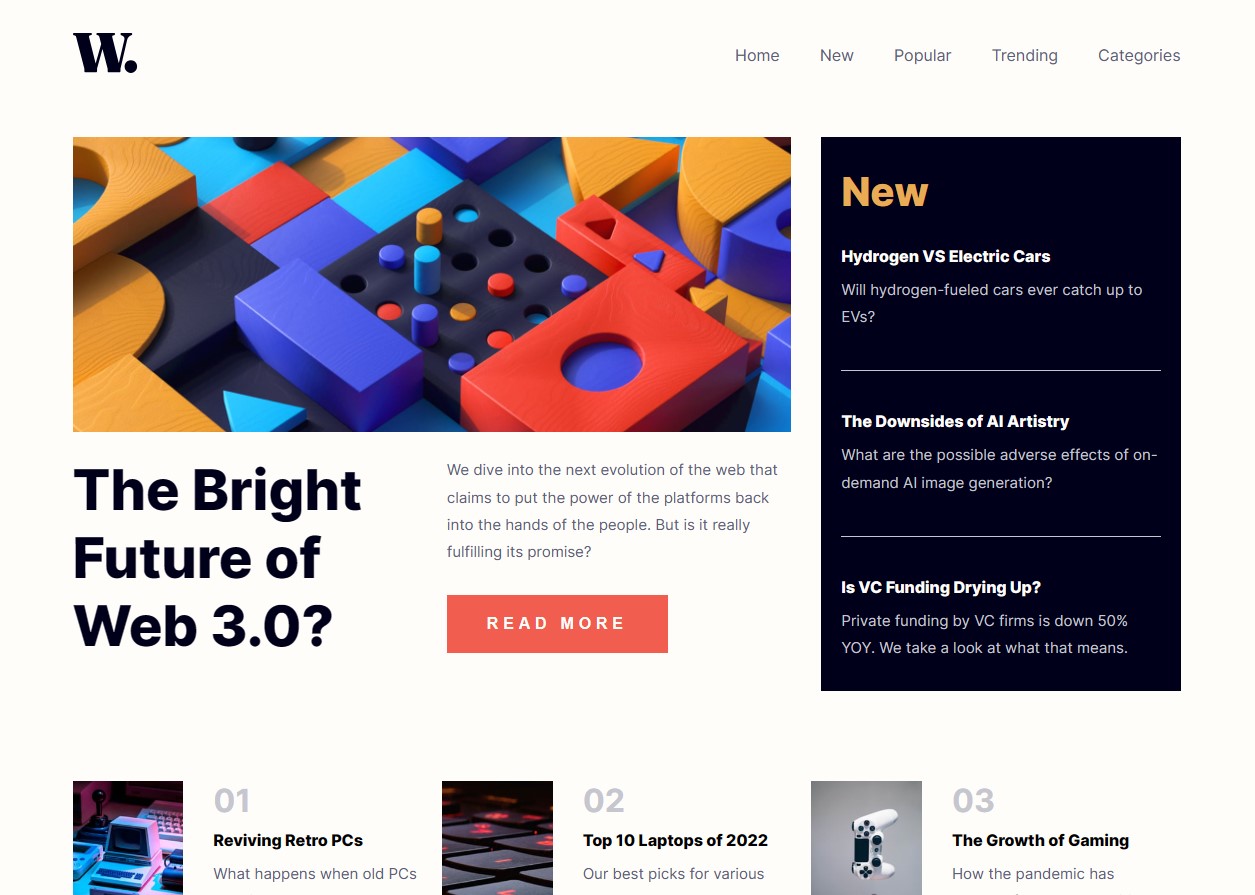 W.
Home New Popular Trending Categories
The Bright
Future of
Web 3.0?
We dive into the next evolution of the web that
claims to put the power of the platforms back
into the hands of the people. But is it really
fulfilling its promise?
READ MORE
New
Hydrogen VS Electric Cars
Will hydrogen-fueled cars ever catch up to
EVs?
The Downsides of AI Artistry
What are the possible adverse effects of on-
demand AI image generation?
Is VC Funding Drying Up?
Private funding by VC firms is down 50%
YOY. We take a look at what that means.
01
Reviving Retro PCs
What happens when old PCs
02
Top 10 Laptops of 2022
Our best picks for various
03
The Growth of Gaming
How the pandemic has